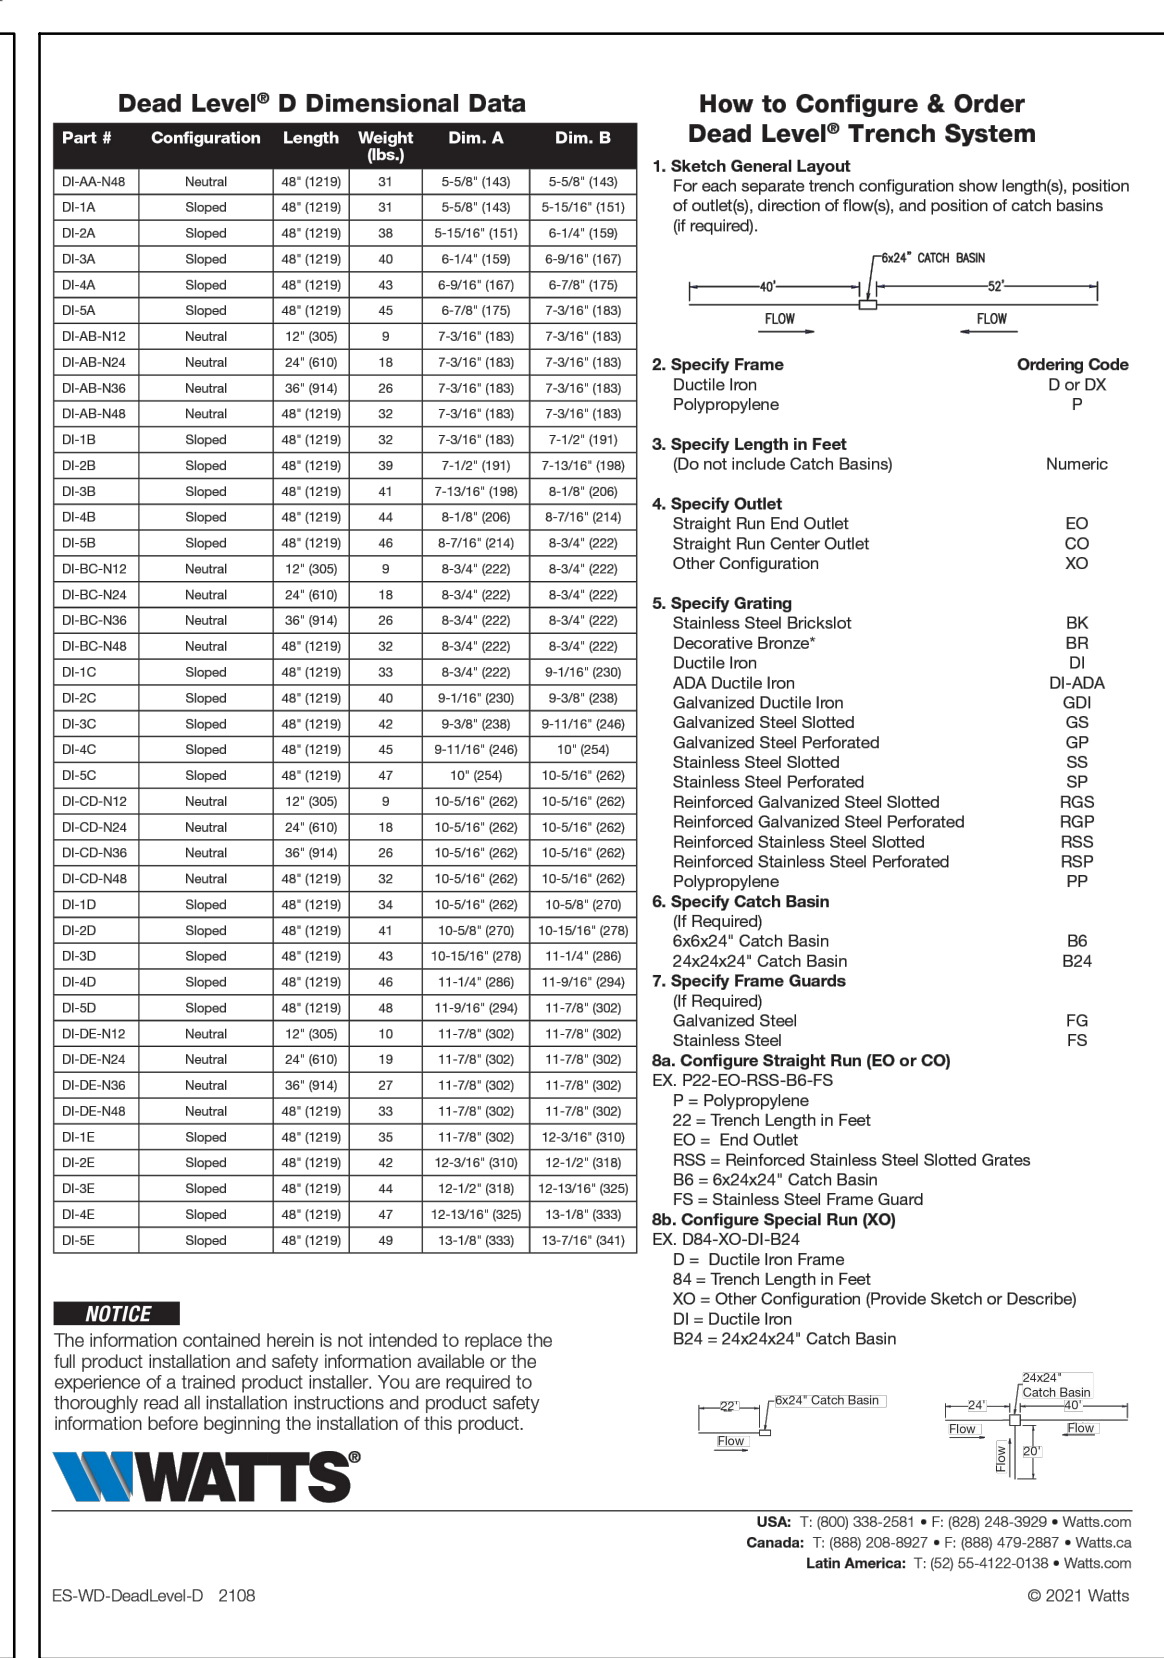 Dead Level® D Dimensional Data
Part # Configuration Length Weight (lbs.) Dim. A Dim. B
DI-AA-N48 Neutral 48" (1219) 31 5-5/8" (143) 5-5/8" (143)
DI-1A Sloped 48" (1219) 31 5-5/8" (143) 5-15/16" (151)
DI-2A Sloped 48" (1219) 38 5-15/16" (151) 6-1/4" (159)
DI-3A Sloped 48" (1219) 40 6-1/4" (159) 6-9/16" (167)
DI-4A Sloped 48" (1219) 43 6-9/16" (167) 6-7/8" (175)
DI-5A Sloped 48" (1219) 45 6-7/8" (175) 7-3/16" (183)
DI-AB-N12 Neutral 12" (305) 9 7-3/16" (183) 7-3/16" (183)
DI-AB-N24 Neutral 24" (610) 18 7-3/16" (183) 7-3/16" (183)
DI-AB-N36 Neutral 36" (914) 26 7-3/16" (183) 7-3/16" (183)
DI-AB-N48 Neutral 48" (1219) 32 7-3/16" (183) 7-3/16" (183)
DI-1B Sloped 48" (1219) 32 7-3/16" (183) 7-1/2" (191)
DI-2B Sloped 48" (1219) 39 7-1/2" (191) 7-13/16" (198)
DI-3B Sloped 48" (1219) 41 7-13/16" (198) 8-1/8" (206)
DI-4B Sloped 48" (1219) 44 8-1/8" (206) 8-7/16" (214)
DI-5B Sloped 48" (1219) 46 8-7/16" (214) 8-3/4" (222)
DI-BC-N12 Neutral 12" (305) 9 8-3/4" (222) 8-3/4" (222)
DI-BC-N24 Neutral 24" (610) 18 8-3/4" (222) 8-3/4" (222)
DI-BC-N36 Neutral 36" (914) 26 8-3/4" (222) 8-3/4" (222)
DI-BC-N48 Neutral 48" (1219) 32 8-3/4" (222) 8-3/4" (222)
DI-1C Sloped 48" (1219) 33 8-3/4" (222) 9-1/16" (230)
DI-2C Sloped 48" (1219) 40 9-1/16" (230) 9-3/8" (238)
DI-3C Sloped 48" (1219) 42 9-3/8" (238) 9-11/16" (246)
DI-4C Sloped 48" (1219) 45 9-11/16" (246) 10" (254)
DI-5C Sloped 48" (1219) 47 10" (254) 10-5/16" (262)
DI-CD-N12 Neutral 12" (305) 9 10-5/16" (262) 10-5/16" (262)
DI-CD-N24 Neutral 24" (610) 18 10-5/16" (262) 10-5/16" (262)
DI-CD-N36 Neutral 36" (914) 26 10-5/16" (262) 10-5/16" (262)
DI-CD-N48 Neutral 48" (1219) 32 10-5/16" (262) 10-5/16" (262)
DI-1D Sloped 48" (1219) 34 10-5/16" (262) 10-5/8" (270)
DI-2D Sloped 48" (1219) 41 10-5/8" (270) 10-15/16" (278)
DI-3D Sloped 48" (1219) 43 10-15/16" (278) 11-1/4" (286)
DI-4D Sloped 48" (1219) 46 11-1/4" (286) 11-9/16" (294)
DI-5D Sloped 48" (1219) 48 11-9/16" (294) 11-7/8" (302)
DI-DE-N12 Neutral 12" (305) 10 11-7/8" (302) 11-7/8" (302)
DI-DE-N24 Neutral 24" (610) 19 11-7/8" (302) 11-7/8" (302)
DI-DE-N36 Neutral 36" (914) 27 11-7/8" (302) 11-7/8" (302)
DI-DE-N48 Neutral 48" (1219) 33 11-7/8" (302) 11-7/8" (302)
DI-1E Sloped 48" (1219) 35 11-7/8" (302) 12-3/16" (310)
DI-2E Sloped 48" (1219) 42 12-3/16" (310) 12-1/2" (318)
DI-3E Sloped 48" (1219) 44 12-1/2" (318) 12-13/16" (325)
DI-4E Sloped 48" (1219) 47 12-13/16" (325) 13-1/8" (333)
DI-5E Sloped 48" (1219) 49 13-1/8" (333) 13-7/16" (341)
NOTICE
The information contained herein is not intended to replace the
full product installation and safety information available or the
experience of a trained product installer. You are required to
thoroughly read all installation instructions and product safety
information before beginning the installation of this product.
WATTS®
How to Configure & Order
Dead Level® Trench System
1. Sketch General Layout
For each separate trench configuration show length(s), position
of outlet(s), direction of flow(s), and position of catch basins
(if required).
6x24" CATCH BASIN
40' 52'
FLOW FLOW
2. Specify Frame Ordering Code
Ductile Iron D or DX
Polypropylene P
3. Specify Length in Feet
(Do not include Catch Basins) Numeric
4. Specify Outlet
Straight Run End Outlet EO
Straight Run Center Outlet CO
Other Configuration XO
5. Specify Grating
Stainless Steel Brickslot BK
Decorative Bronze* BR
Ductile Iron DI
ADA Ductile Iron DI-ADA
Galvanized Ductile Iron GDI
Galvanized Steel Slotted GS
Galvanized Steel Perforated GP
Stainless Steel Slotted SS
Stainless Steel Perforated SP
Reinforced Galvanized Steel Slotted RGS
Reinforced Galvanized Steel Perforated RGP
Reinforced Stainless Steel Slotted RSS
Reinforced Stainless Steel Perforated RSP
Polypropylene PP
6. Specify Catch Basin
(If Required)
6x6x24" Catch Basin B6
24x24x24" Catch Basin B24
7. Specify Frame Guards
(If Required)
Galvanized Steel FG
Stainless Steel FS
8a. Configure Straight Run (EO or CO)
EX. P22-EO-RSS-B6-FS
P = Polypropylene
22 = Trench Length in Feet
EO = End Outlet
RSS = Reinforced Stainless Steel Slotted Grates
B6 = 6x24x24" Catch Basin
FS = Stainless Steel Frame Guard
8b. Configure Special Run (XO)
EX. D84-XO-DI-B24
D = Ductile Iron Frame
84 = Trench Length in Feet
XO = Other Configuration (Provide Sketch or Describe)
DI = Ductile Iron
B24 = 24x24x24" Catch Basin
22' 6x24" Catch Basin
Flow
24x24"
Catch Basin
24' 40'
Flow Flow
Flow 20'
USA: T: (800) 338-2581 • F: (828) 248-3929 • Watts.com
Canada: T: (888) 208-8927 • F: (888) 479-2887 • Watts.ca
Latin America: T: (52) 55-4122-0138 • Watts.com
ES-WD-DeadLevel-D 2108 © 2021 Watts